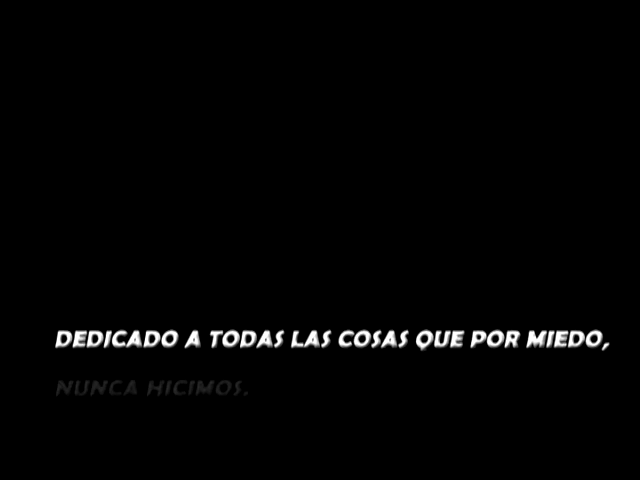 DEDICADO A TODAS LAS COSAS QUE POR MIEDO,
NUNCA HICIMOS.